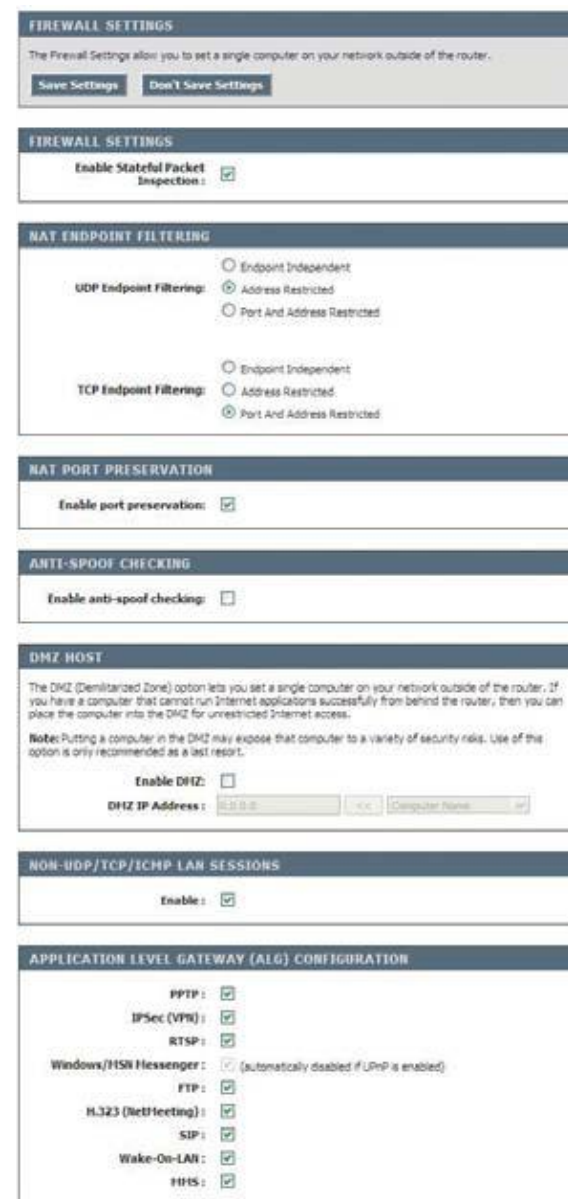 FIREWALL SETTINGS
The Firewall Settings allow you to set a single computer on your network outside of the router.
Save Settings Don't Save Settings
FIREWALL SETTINGS
Enable Stateful Packet
Inspection :
NAT ENDPOINT FILTERING
UDP Endpoint Filtering:
Endpoint Independent
Address Restricted
Port And Address Restricted
TCP Endpoint Filtering:
Endpoint Independent
Address Restricted
Port And Address Restricted
NAT PORT PRESERVATION
Enable port preservation:
ANTI-SPOOF CHECKING
Enable anti-spoof checking:
DMZ HOST
The DMZ (Demilitarized Zone) option lets you set a single computer on your network outside of the router. If
you have a computer that cannot run Internet applications successfully from behind the router, then you can
place the computer into the DMZ for unrestricted Internet access.
Note: Putting a computer in the DMZ may expose that computer to a variety of security risks. Use of this
option is only recommended as a last resort.
Enable DMZ:
DMZ IP Address : 0.0.0.0 << Computer Name
NON-UDP/TCP/ICMP LAN SESSIONS
Enable :
APPLICATION LEVEL GATEWAY (ALG) CONFIGURATION
PPTP :
IPSec (VPN) :
RTSP :
Windows/MSN Messenger : (automatically disabled if UPnP is enabled)
FTP :
H.323 (NetMeeting) :
SIP :
Wake-On-LAN :
MMS :